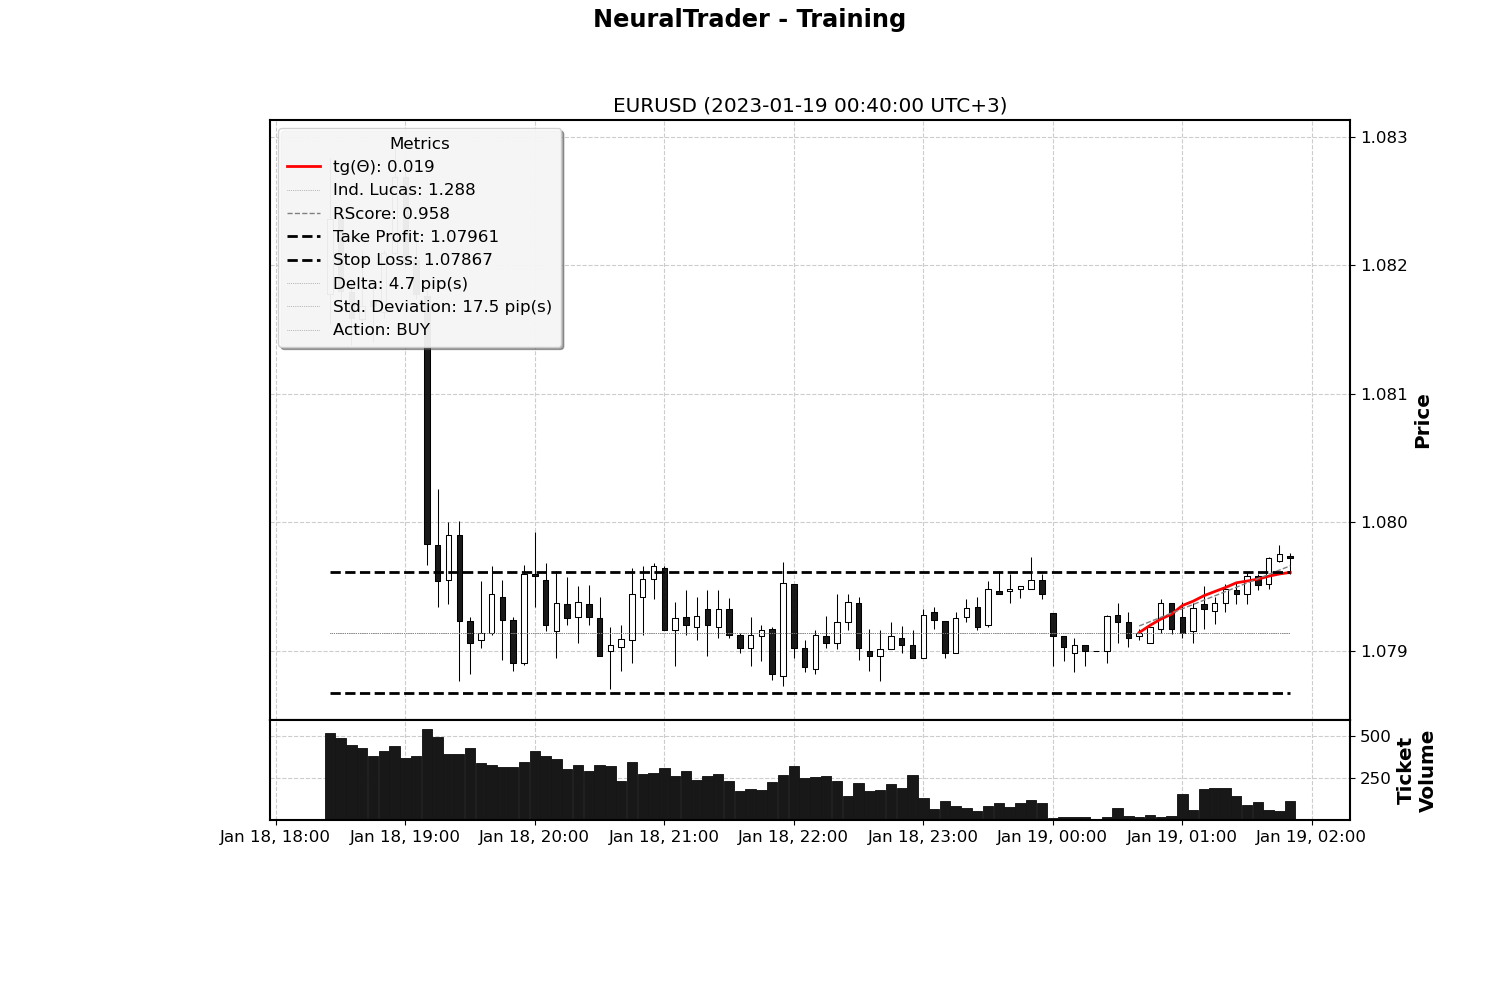 NeuralTrader - Training
EURUSD (2023-01-19 00:40:00 UTC+3)
Metrics
tg(Θ): 0.019
Ind. Lucas: 1.288
RScore: 0.958
Take Profit: 1.07961
Stop Loss: 1.07867
Delta: 4.7 pip(s)
Std. Deviation: 17.5 pip(s)
Action: BUY
1.083
1.082
1.081
1.080
1.079
Price
500
250
Ticket
Volume
Jan 18, 18:00
Jan 18, 19:00
Jan 18, 20:00
Jan 18, 21:00
Jan 18, 22:00
Jan 18, 23:00
Jan 19, 00:00
Jan 19, 01:00
Jan 19, 02:00